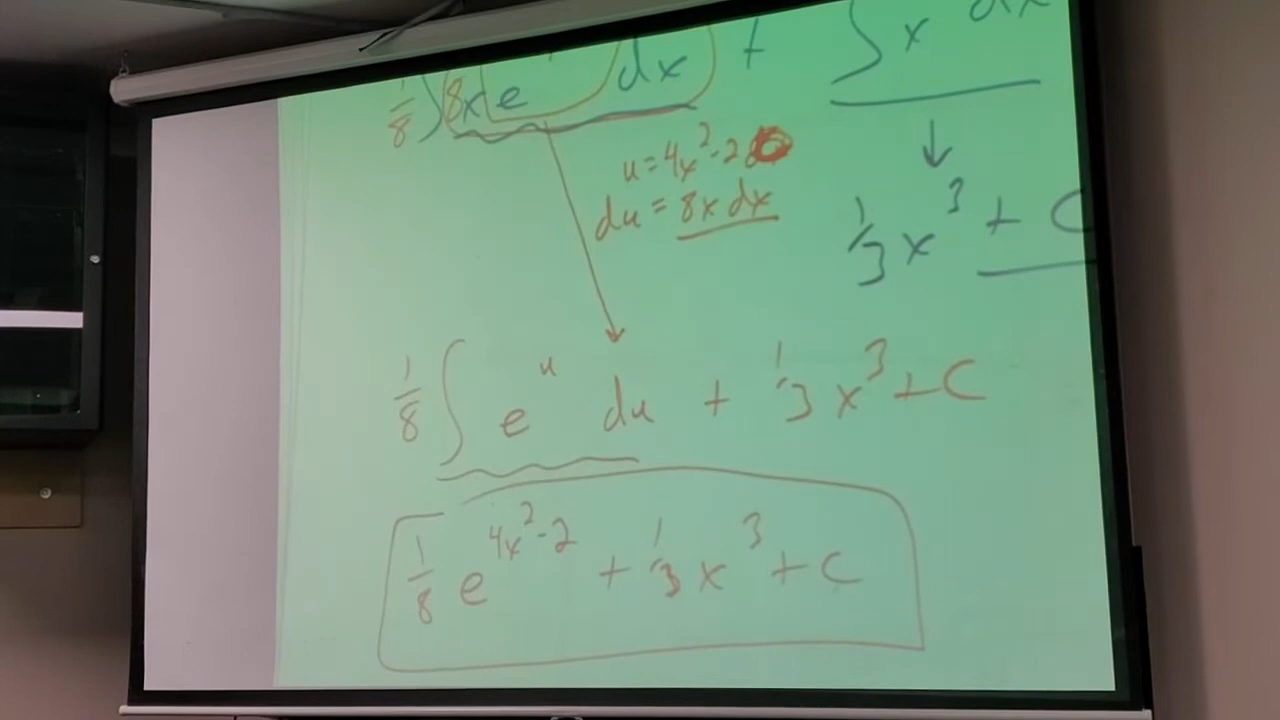 1/8 ∫ 8x e dx + ∫ x dx
u = 4x² - 2
du = 8x dx
↓
1/3 x³ + C
1/8 ∫ e^u du + 1/3 x³ + C
1/8 e^(4x²-2) + 1/3 x³ + C